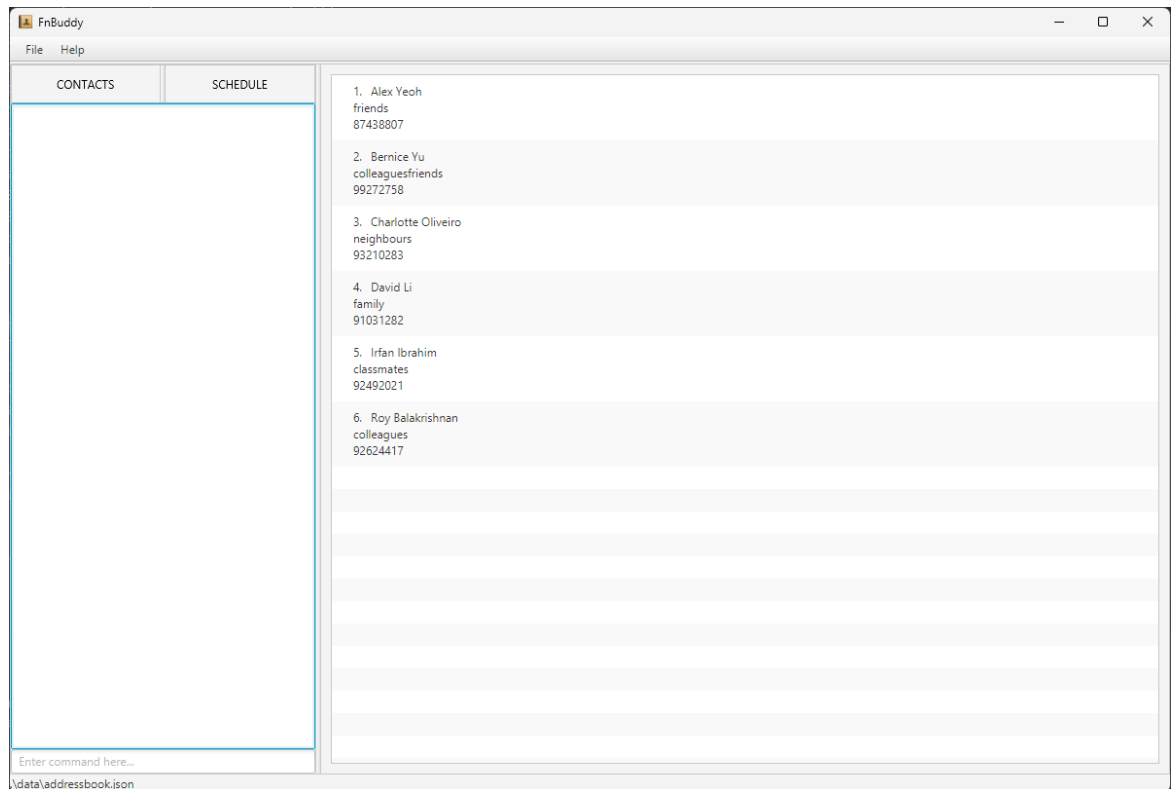 FnBuddy
File Help
CONTACTS SCHEDULE
1. Alex Yeoh
friends
87438807
2. Bernice Yu
colleaguesfriends
99272758
3. Charlotte Oliveiro
neighbours
93210283
4. David Li
family
91031282
5. Irfan Ibrahim
classmates
92492021
6. Roy Balakrishnan
colleagues
92624417
Enter command here...
.\data\addressbook.json